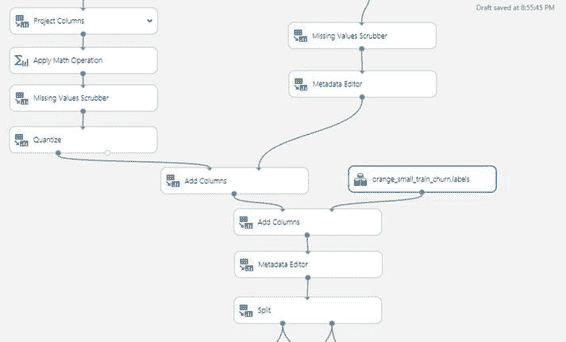 Draft saved at 8:55:45 PM
Project Columns
Missing Values Scrubber
Apply Math Operation
Metadata Editor
Missing Values Scrubber
Quantize
Add Columns
orange_small_train_churn.labels
Add Columns
Metadata Editor
Split